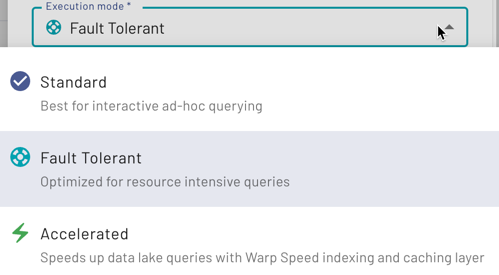 Execution mode *
Fault Tolerant
Standard
Best for interactive ad-hoc querying
Fault Tolerant
Optimized for resource intensive queries
Accelerated
Speeds up data lake queries with Warp Speed indexing and caching layer